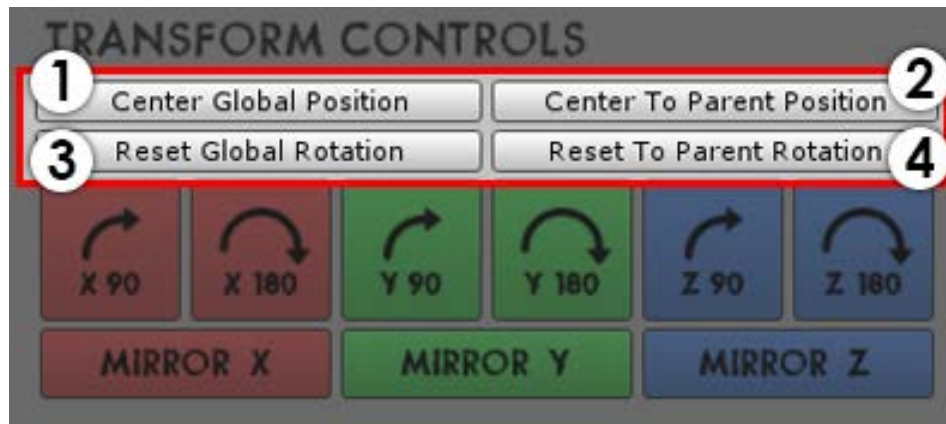 TRANSFORM CONTROLS
1 Center Global Position Center To Parent Position 2
3 Reset Global Rotation Reset To Parent Rotation 4
X 90 X 180 Y 90 Y 180 Z 90 Z 180
MIRROR X MIRROR Y MIRROR Z